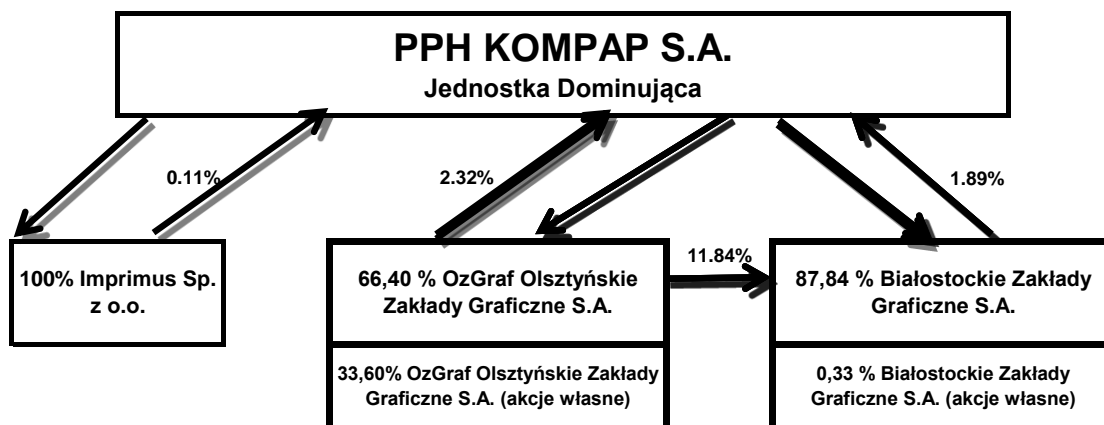 PPH KOMPAP S.A.
Jednostka Dominująca
0.11%
2.32%
1.89%
11.84%
100% Imprimus Sp.
z o.o.
66,40 % OzGraf Olsztyńskie
Zakłady Graficzne S.A.
87,84 % Białostockie Zakłady
Graficzne S.A.
33,60% OzGraf Olsztyńskie Zakłady
Graficzne S.A. (akcje własne)
0,33 % Białostockie Zakłady
Graficzne S.A. (akcje własne)